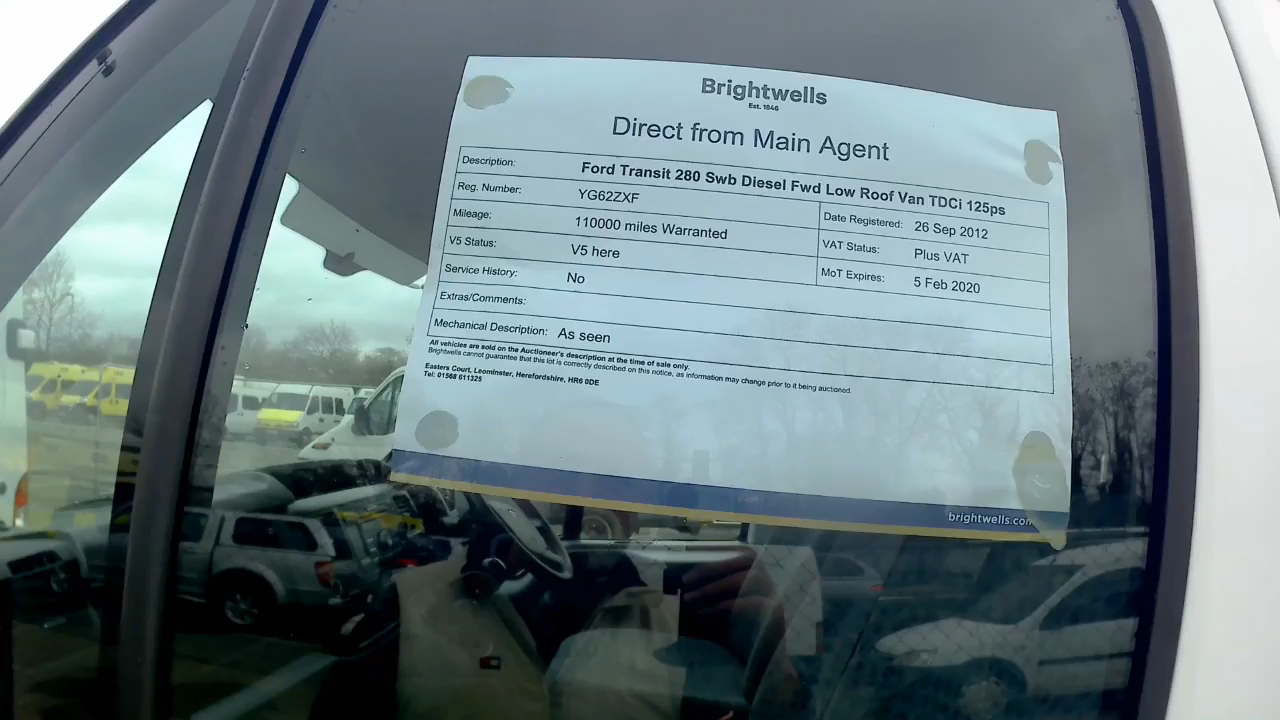 Brightwells
Est. 1846
Direct from Main Agent
Description: Ford Transit 280 Swb Diesel Fwd Low Roof Van TDCi 125ps
Reg. Number: YG62ZXF Date Registered: 26 Sep 2012
Mileage: 110000 miles Warranted VAT Status: Plus VAT
V5 Status: V5 here MoT Expires: 5 Feb 2020
Service History: No
Extras/Comments:
Mechanical Description: As seen
All vehicles are sold on the Auctioneer's description at the time of sale only.
Brightwells cannot guarantee that this lot is correctly described on this notice, as information may change prior to it being auctioned.
Easters Court, Leominster, Herefordshire, HR6 0DE
Tel: 01568 611325
brightwells.com